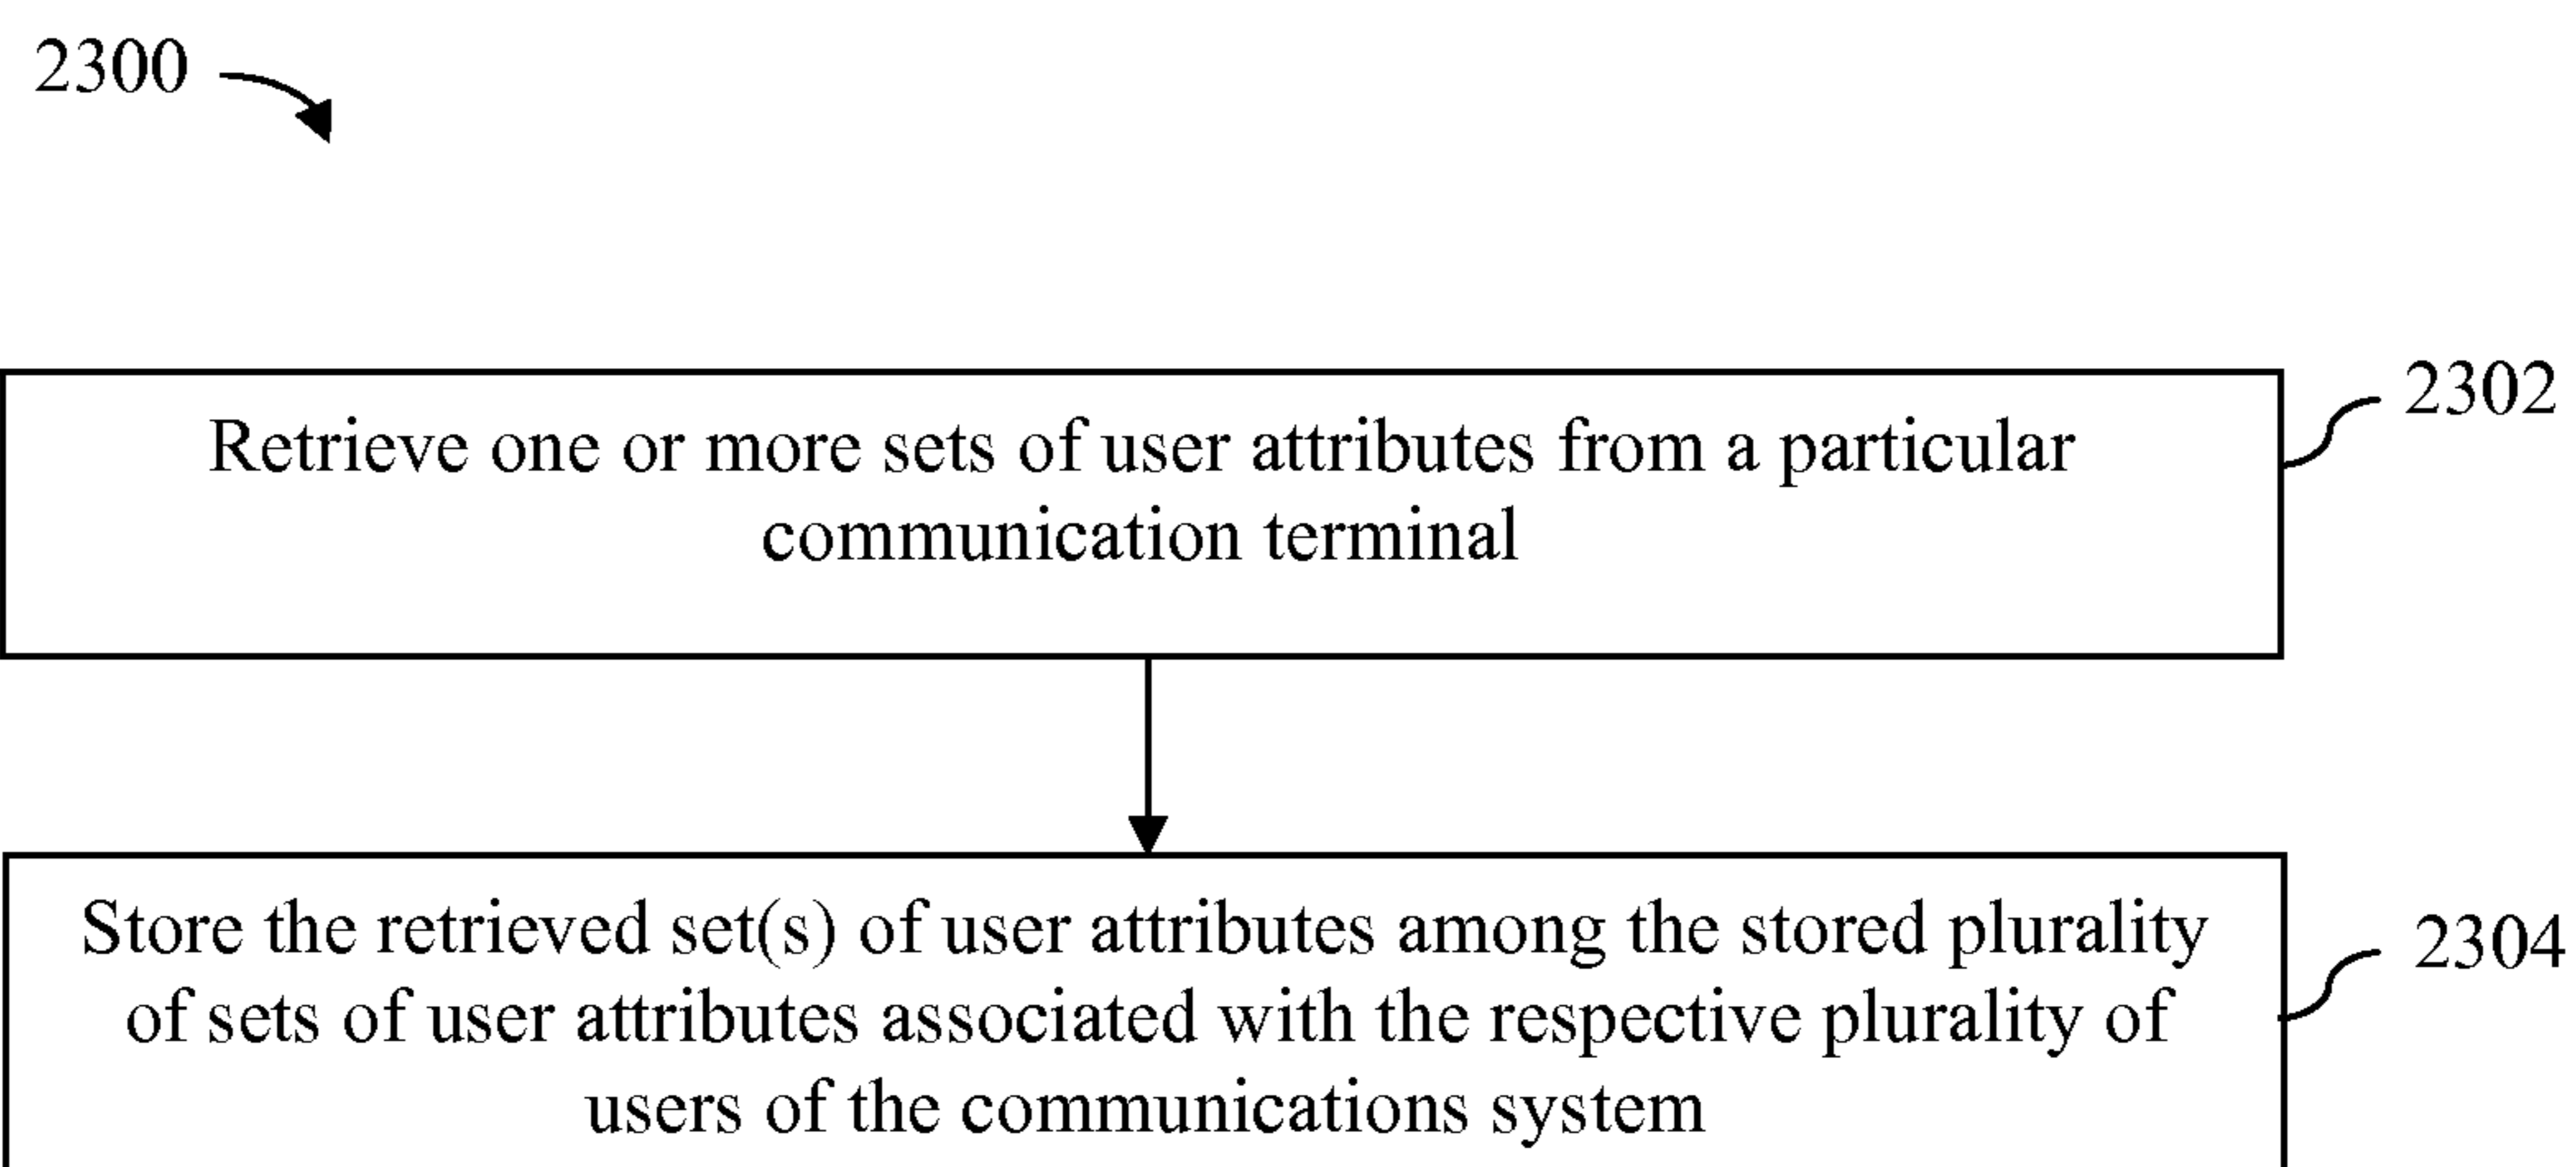 2300
2302
Retrieve one or more sets of user attributes from a particular
communication terminal
Store the retrieved set(s) of user attributes among the stored plurality
2304
of sets of user attributes associated with the respective plurality of
users of the communications system